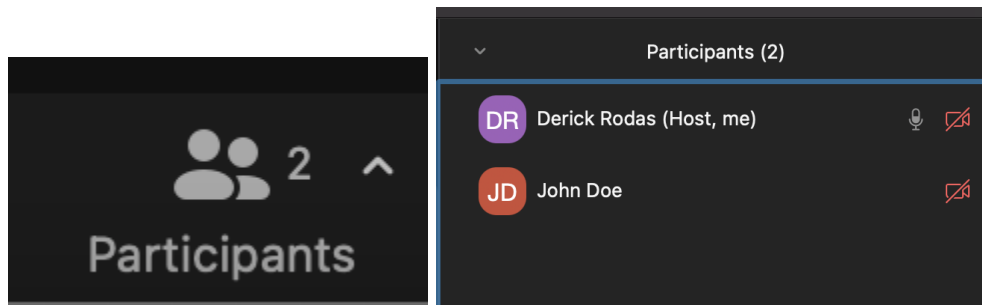 2
Participants
Participants (2)
DR Derick Rodas (Host, me)
JD John Doe